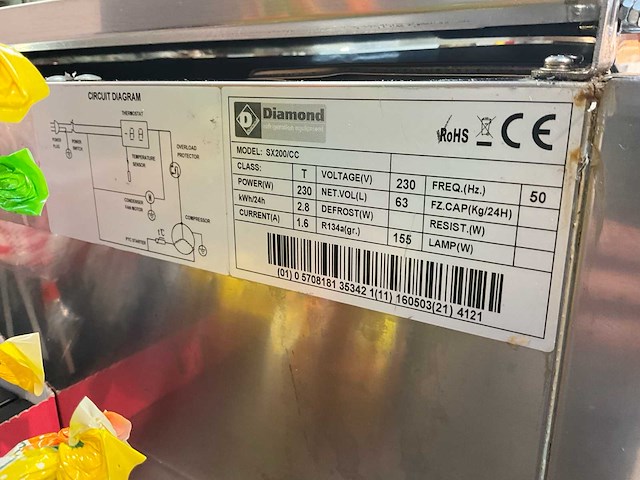 CIRCUIT DIAGRAM
THERMOSTAT
POWER PLUG
POWER SWITCH
TEMPERATURE SENSOR
OVERLOAD PROTECTOR
CONDENSER FAN MOTOR
COMPRESSOR
PTC STARTER
D Diamond
RoHS CE
MODEL: SX200/CC
CLASS: T VOLTAGE(V) 230 FREQ.(Hz.) 50
POWER(W) 230 NET.VOL(L) 63 FZ.CAP(Kg/24H)
kWh/24h 2.8 DEFROST(W) RESIST.(W)
CURRENT(A) 1.6 R134a(gr.) 155 LAMP(W)
(01) 0 5708181 35342 1(11) 160503(21) 4121